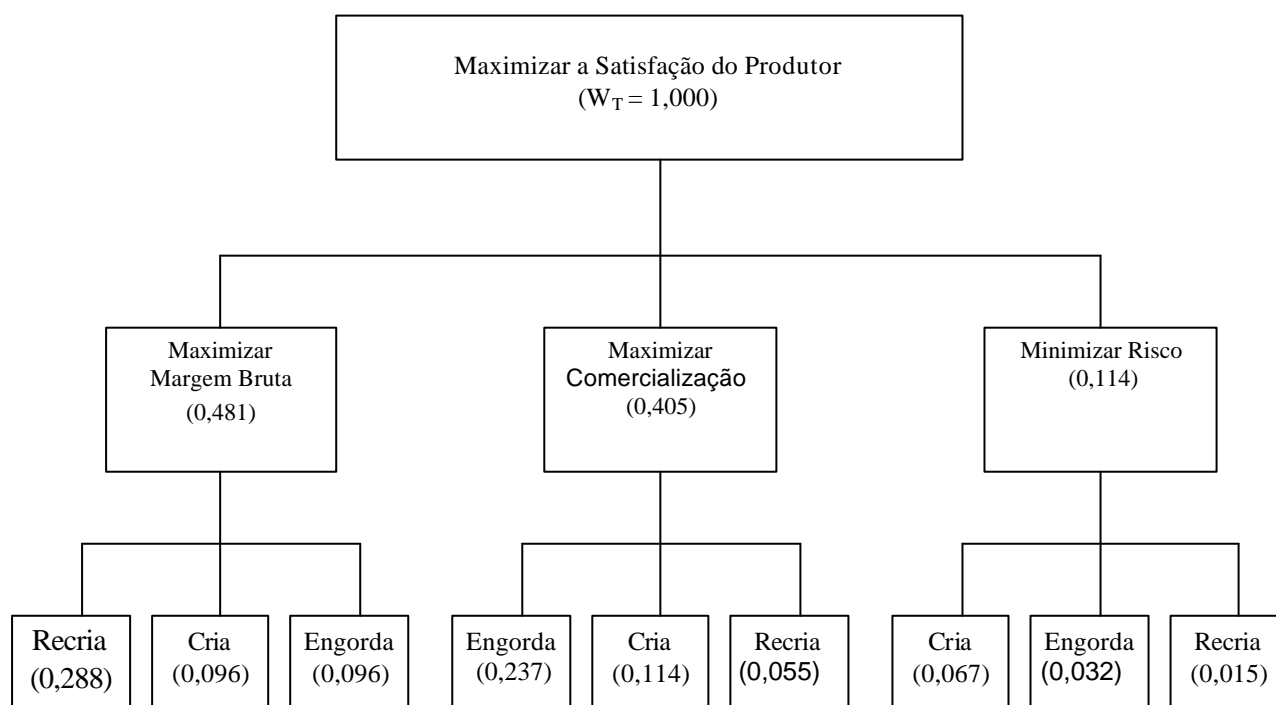 Maximizar a Satisfação do Produtor
(W_T = 1,000)
Maximizar
Margem Bruta
(0,481)
Maximizar
Comercialização
(0,405)
Minimizar Risco
(0,114)
Recria
(0,288)
Cria
(0,096)
Engorda
(0,096)
Engorda
(0,237)
Cria
(0,114)
Recria
(0,055)
Cria
(0,067)
Engorda
(0,032)
Recria
(0,015)